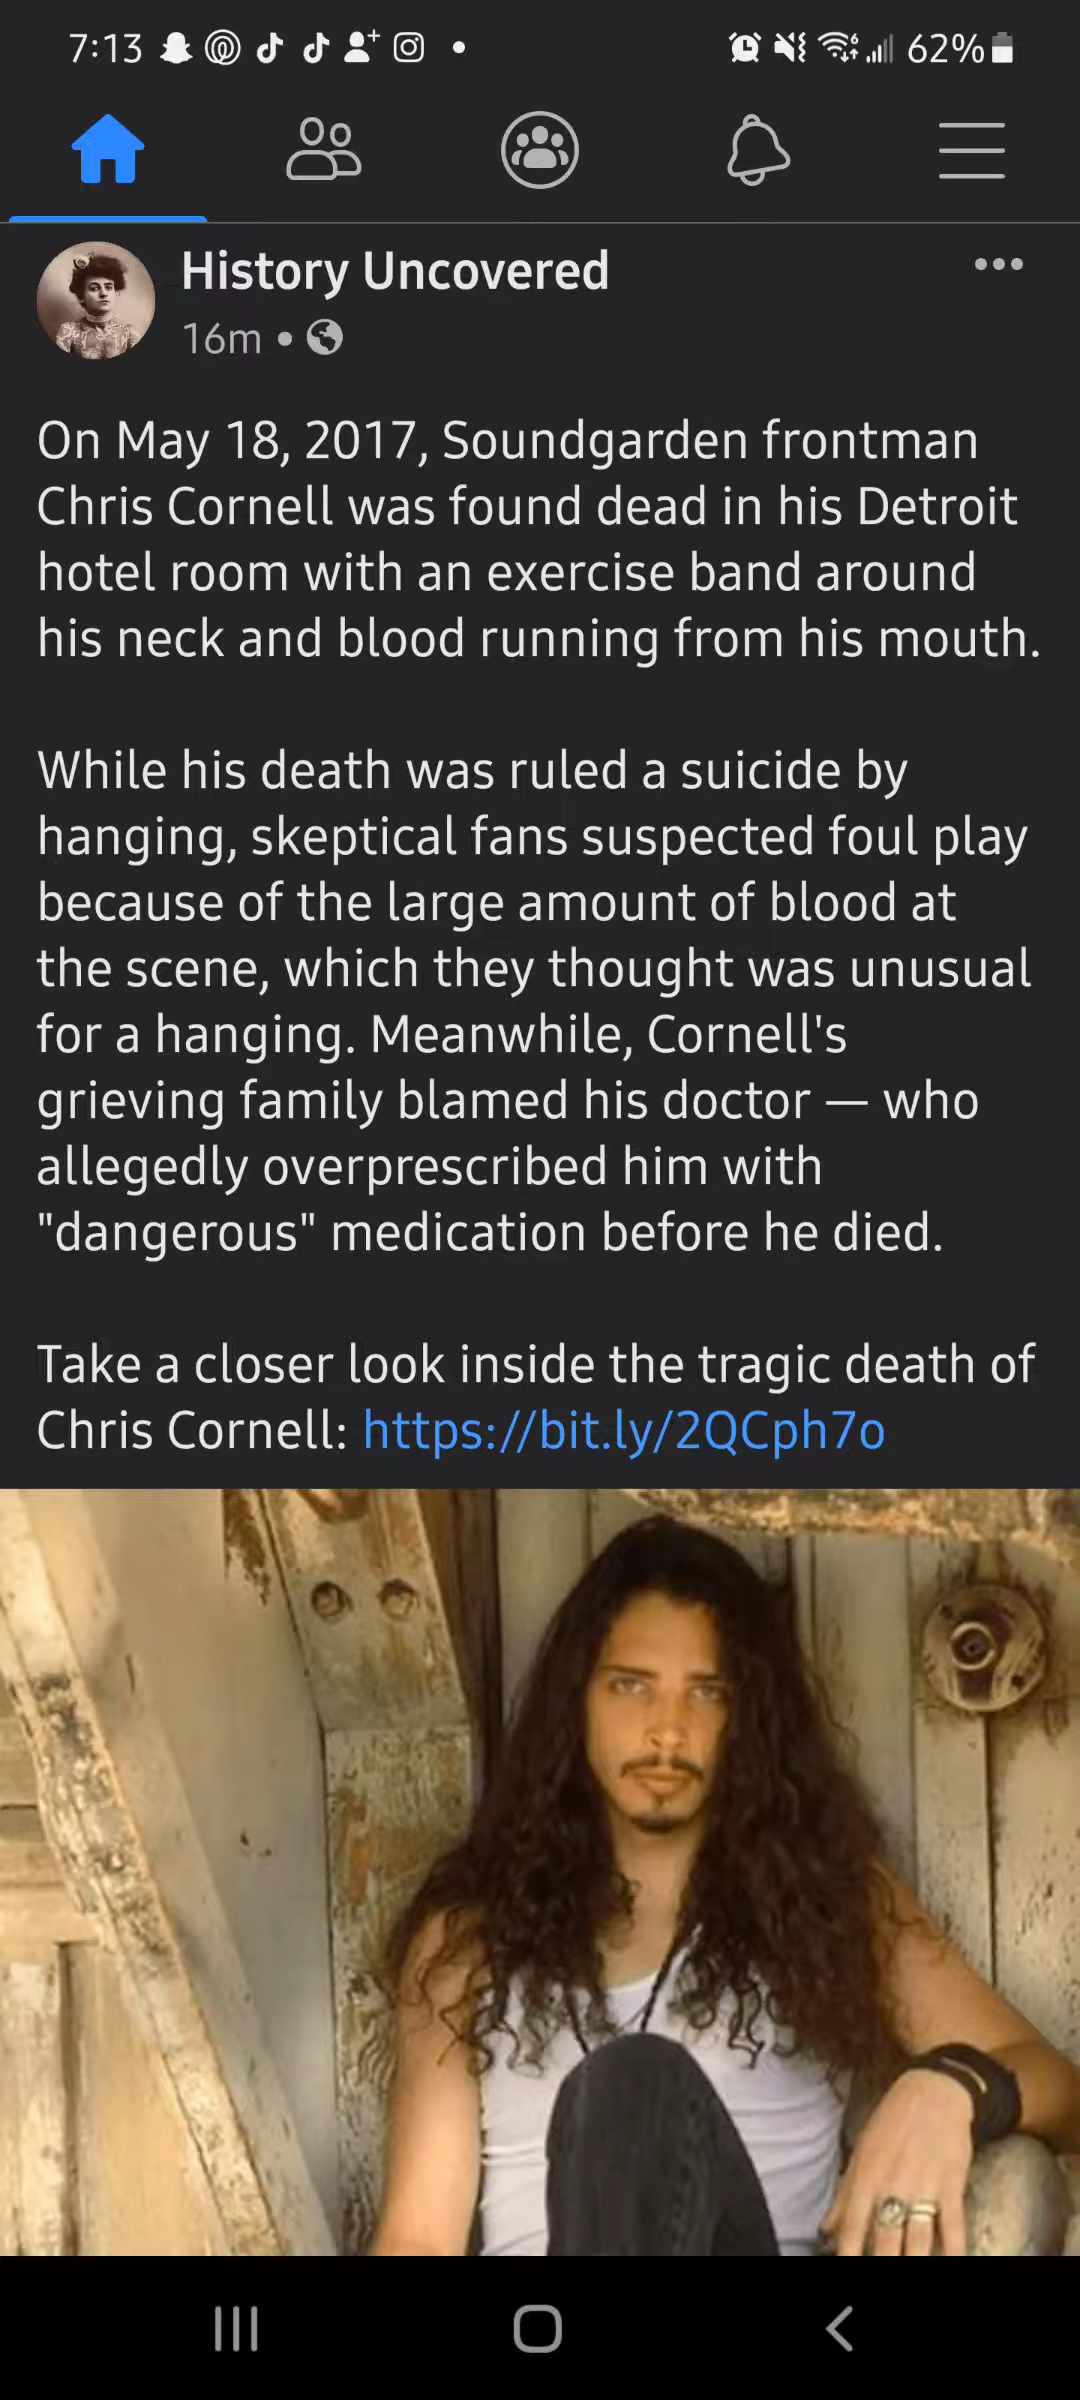 7:13
62%
History Uncovered
16m •
On May 18, 2017, Soundgarden frontman
Chris Cornell was found dead in his Detroit
hotel room with an exercise band around
his neck and blood running from his mouth.
While his death was ruled a suicide by
hanging, skeptical fans suspected foul play
because of the large amount of blood at
the scene, which they thought was unusual
for a hanging. Meanwhile, Cornell's
grieving family blamed his doctor — who
allegedly overprescribed him with
"dangerous" medication before he died.
Take a closer look inside the tragic death of
Chris Cornell: https://bit.ly/2QCph7o